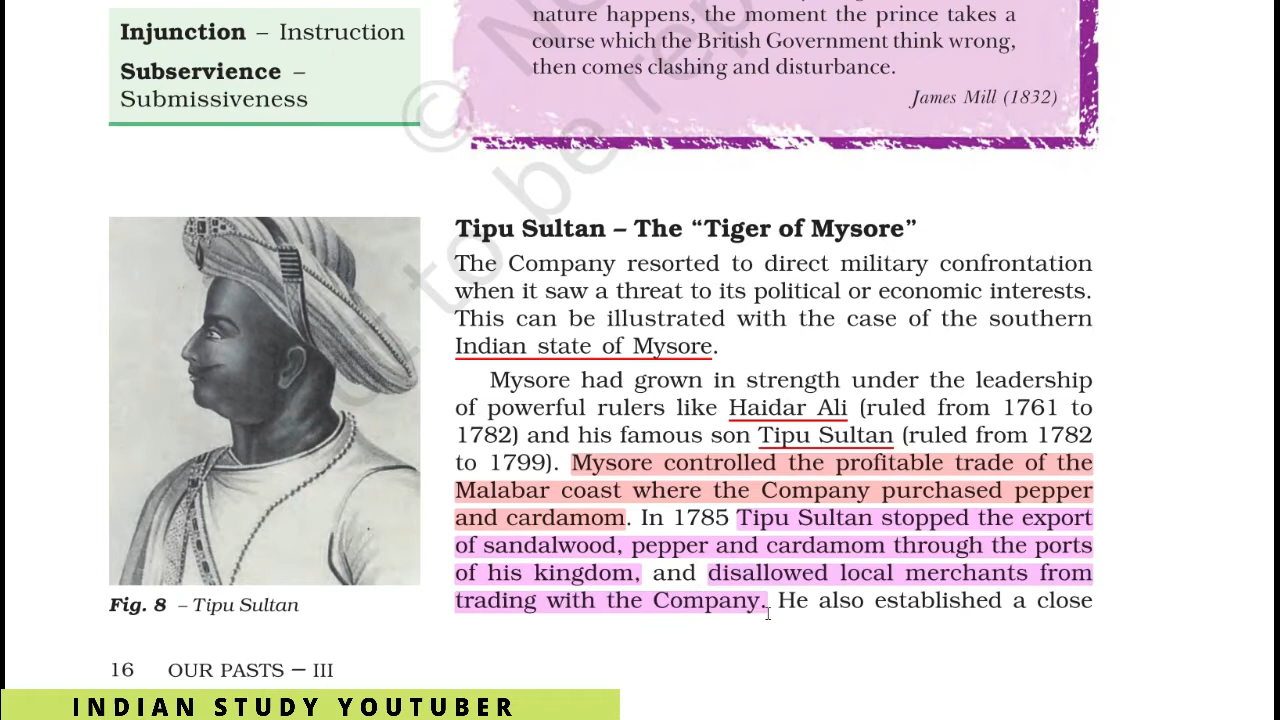 Injunction – Instruction
Subservience –
Submissiveness
nature happens, the moment the prince takes a
course which the British Government think wrong,
then comes clashing and disturbance.
James Mill (1832)
Tipu Sultan – The “Tiger of Mysore”
The Company resorted to direct military confrontation
when it saw a threat to its political or economic interests.
This can be illustrated with the case of the southern
Indian state of Mysore.
Mysore had grown in strength under the leadership
of powerful rulers like Haidar Ali (ruled from 1761 to
1782) and his famous son Tipu Sultan (ruled from 1782
to 1799). Mysore controlled the profitable trade of the
Malabar coast where the Company purchased pepper
and cardamom. In 1785 Tipu Sultan stopped the export
of sandalwood, pepper and cardamom through the ports
of his kingdom, and disallowed local merchants from
trading with the Company. He also established a close
Fig. 8 – Tipu Sultan
16 OUR PASTS – III
INDIAN STUDY YOUTUBER